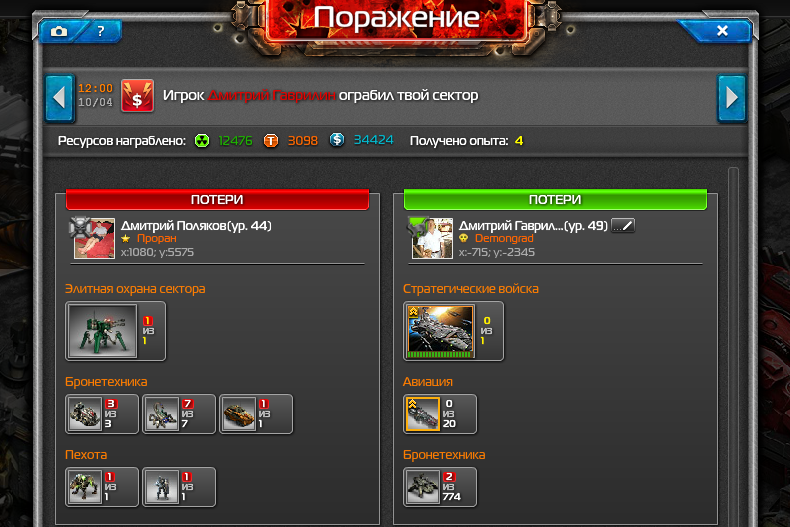 Поражение
?
12:00
10/04
Игрок Дмитрий Гаврилин ограбил твой сектор
Ресурсов награблено: 12476 T 3098 $ 34424 Получено опыта: 4
ПОТЕРИ
Дмитрий Поляков(ур. 44)
Проран
x:1080; y:5575
Элитная охрана сектора
1 из 1
Бронетехника
3 из 3
7 из 7
1 из 1
Пехота
1 из 1
1 из 1
ПОТЕРИ
Дмитрий Гаврил...(ур. 49)
Demongrad
x:-715; y:-2345
Стратегические войска
0 из 1
Авиация
0 из 20
Бронетехника
2 из 774